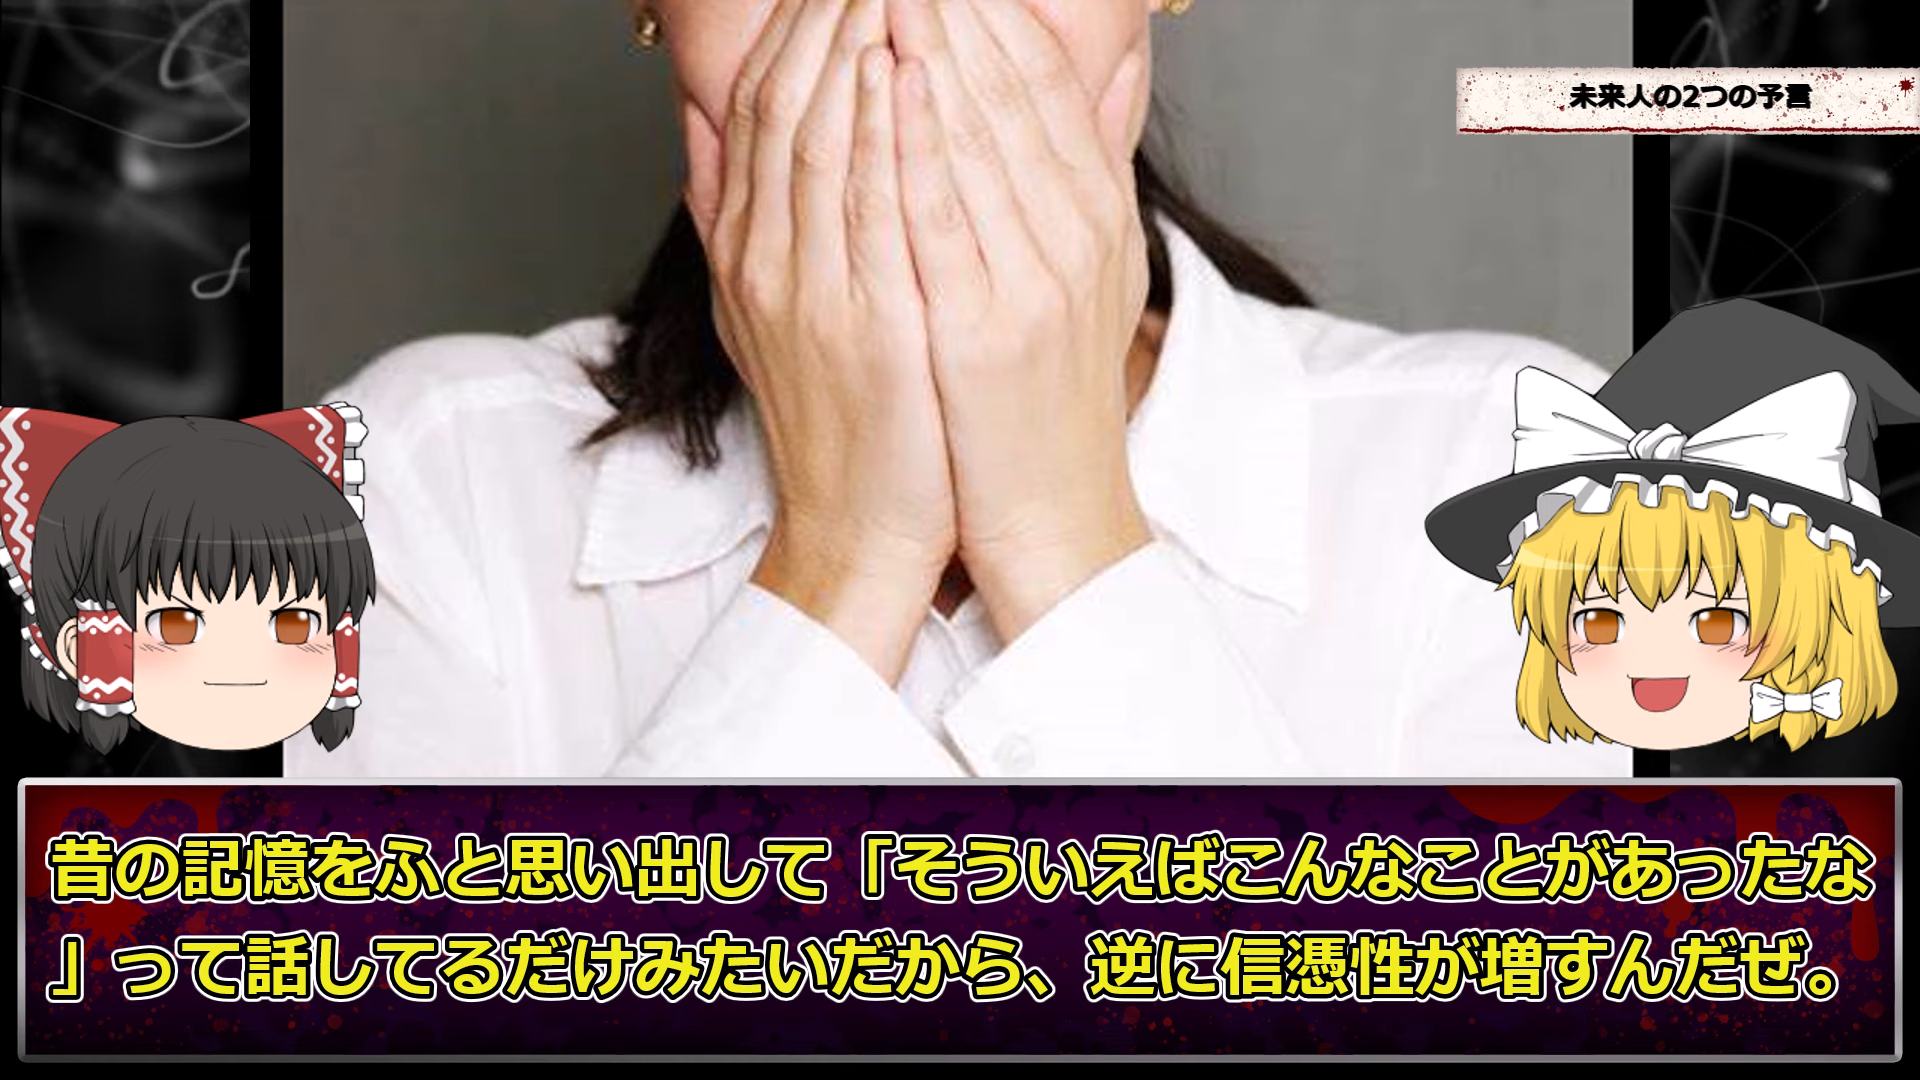 未来人の2つの予言
昔の記憶をふと思い出して「そういえばこんなことがあったな
」って話してるだけみたいだから、逆に信憑性が増すんだぜ。